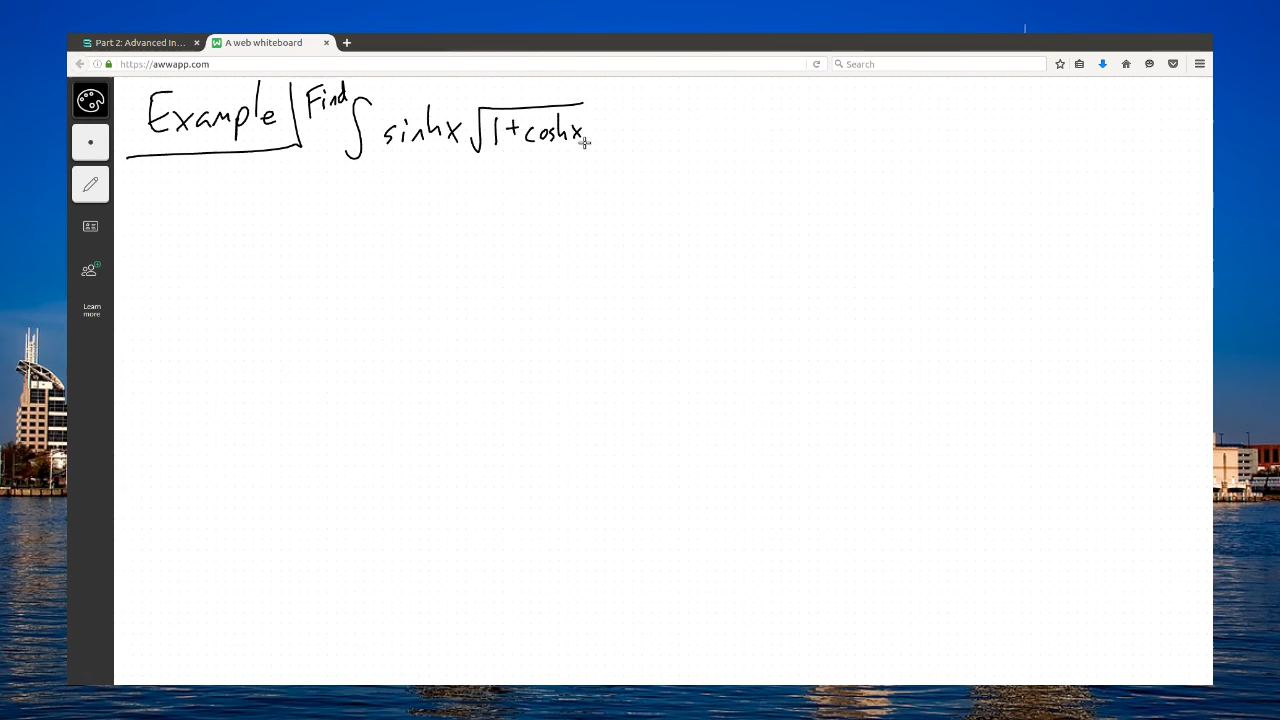 Part 2: Advanced In... × A web whiteboard × +
https://awwapp.com Search
Example Find ∫ sinhx √1+coshx
Learn
more